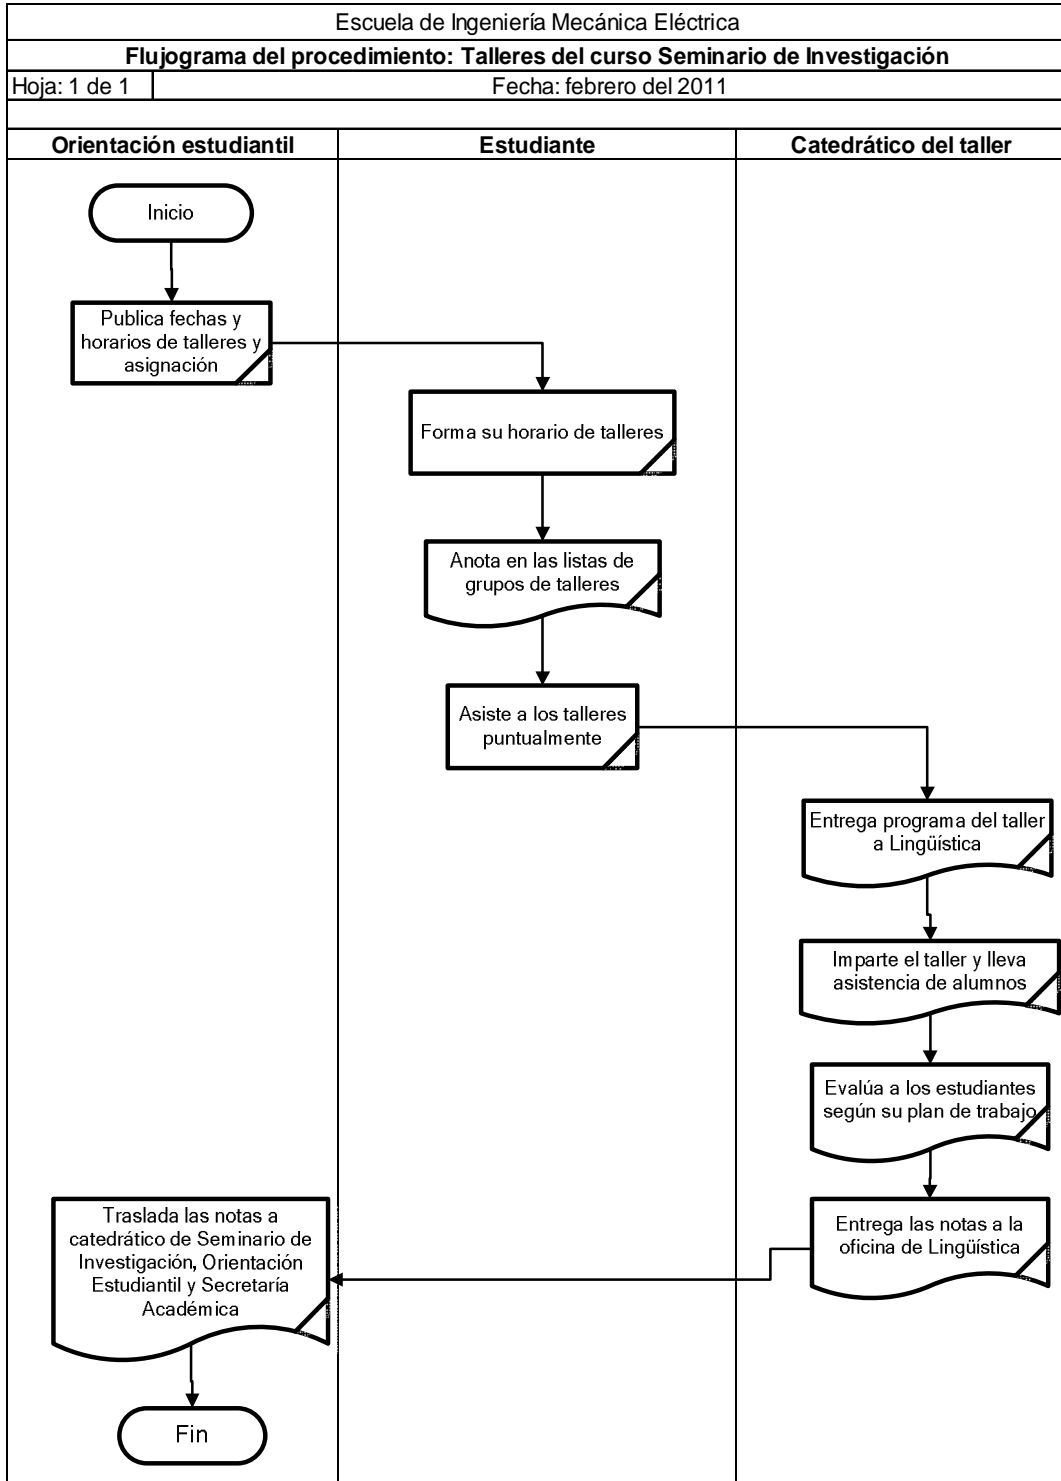 Escuela de Ingeniería Mecánica Eléctrica
Flujograma del procedimiento: Talleres del curso Seminario de Investigación
Hoja: 1 de 1
Fecha: febrero del 2011
Orientación estudiantil
Estudiante
Catedrático del taller
Inicio
Publica fechas y
horarios de talleres y
asignación
Forma su horario de talleres
Anota en las listas de
grupos de talleres
Asiste a los talleres
puntualmente
Entrega programa del taller
a Lingüística
Imparte el taller y lleva
asistencia de alumnos
Evalúa a los estudiantes
según su plan de trabajo
Entrega las notas a la
oficina de Lingüística
Traslada las notas a
catedrático de Seminario de
Investigación, Orientación
Estudiantil y Secretaría
Académica
Fin